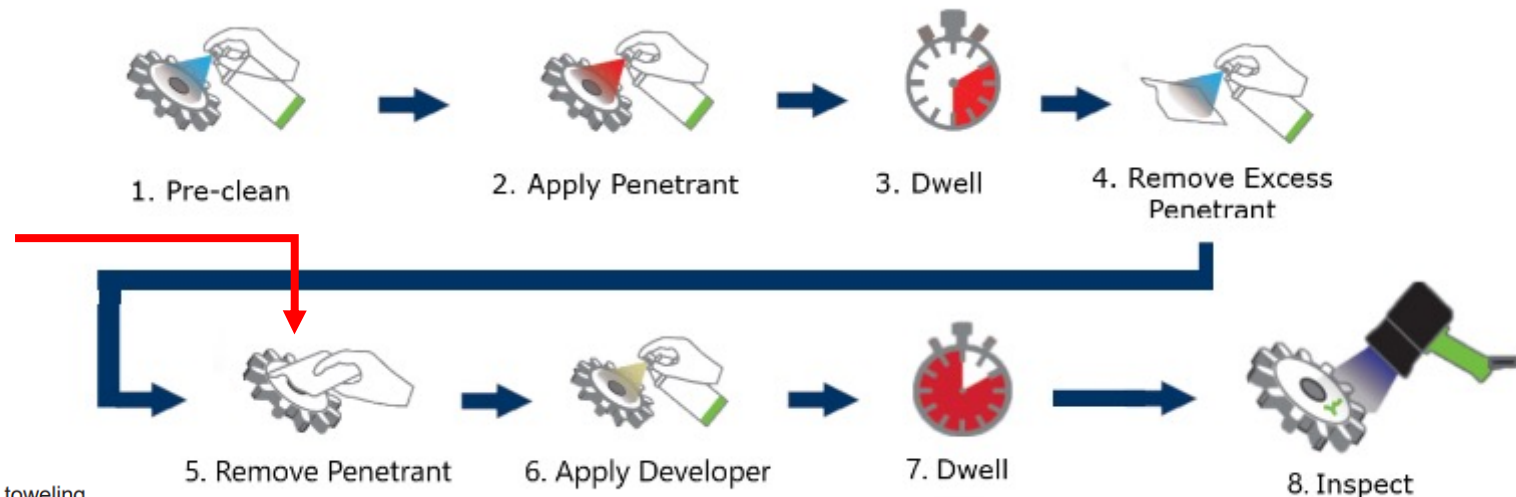 1. Pre-clean
2. Apply Penetrant
3. Dwell
4. Remove Excess
Penetrant
5. Remove Penetrant
6. Apply Developer
7. Dwell
8. Inspect
toweling